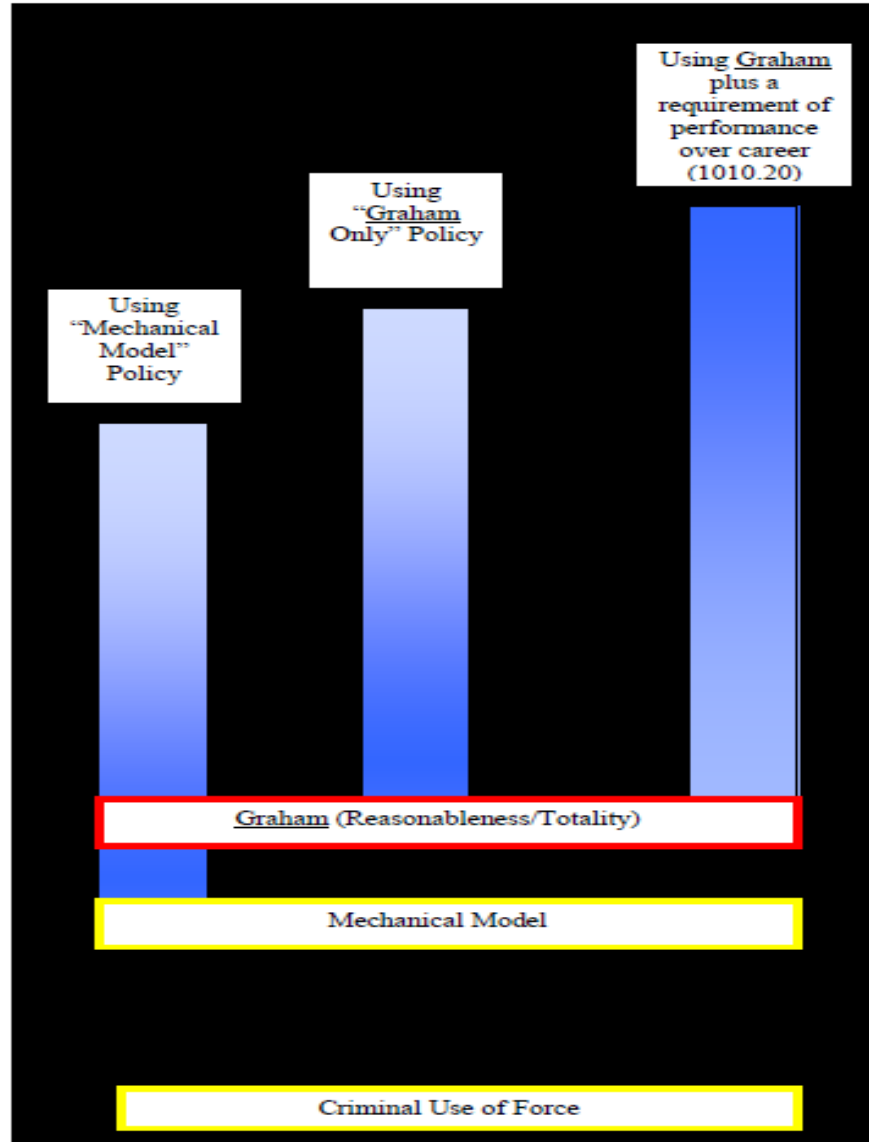 Using Graham
plus a
requirement of
performance
over career
(1010.20)
Using
“Graham
Only” Policy
Using
“Mechanical
Model”
Policy
Graham (Reasonableness/Totality)
Mechanical Model
Criminal Use of Force